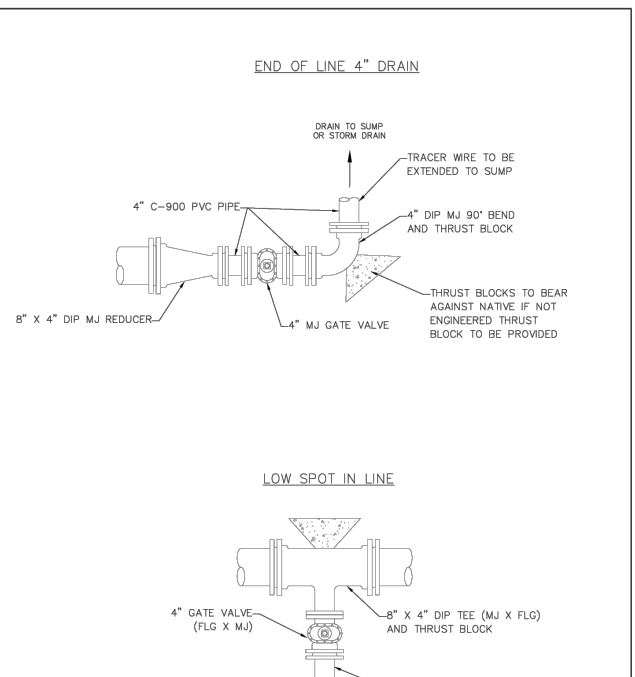 END OF LINE 4" DRAIN
DRAIN TO SUMP
OR STORM DRAIN
TRACER WIRE TO BE
EXTENDED TO SUMP
4" C-900 PVC PIPE
4" DIP MJ 90° BEND
AND THRUST BLOCK
THRUST BLOCKS TO BEAR
AGAINST NATIVE IF NOT
ENGINEERED THRUST
BLOCK TO BE PROVIDED
8" X 4" DIP MJ REDUCER
4" MJ GATE VALVE
LOW SPOT IN LINE
4" GATE VALVE
(FLG X MJ)
8" X 4" DIP TEE (MJ X FLG)
AND THRUST BLOCK